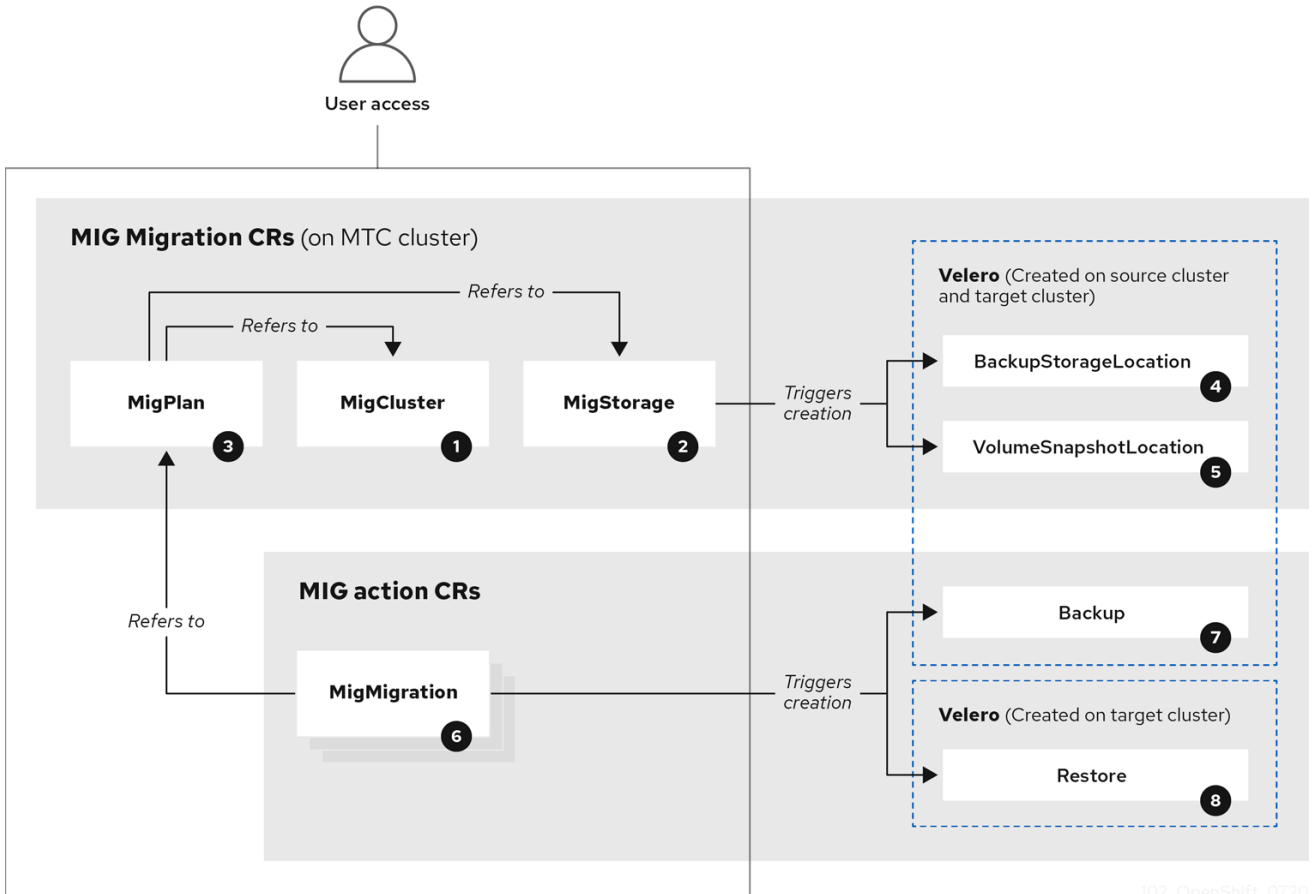 User access
MIG Migration CRs (on MTC cluster)
Refers to
Refers to
MigPlan
3
MigCluster
1
MigStorage
2
Triggers
creation
Velero (Created on source cluster
and target cluster)
BackupStorageLocation
4
VolumeSnapshotLocation
5
Refers to
MIG action CRs
MigMigration
6
Triggers
creation
Backup
7
Velero (Created on target cluster)
Restore
8
102_OpenShift_0720